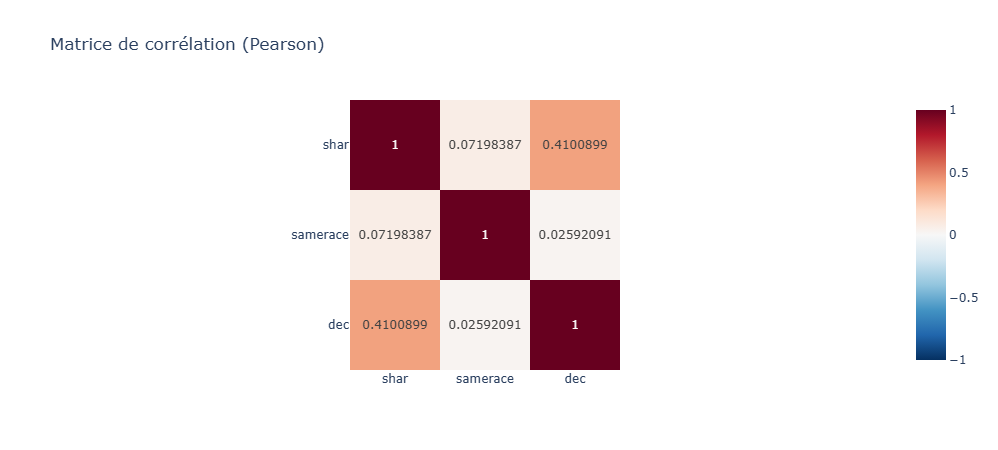 Matrice de corrélation (Pearson)
shar 1 0.07198387 0.4100899
samerace 0.07198387 1 0.02592091
dec 0.4100899 0.02592091 1
shar samerace dec
1
0.5
0
−0.5
−1